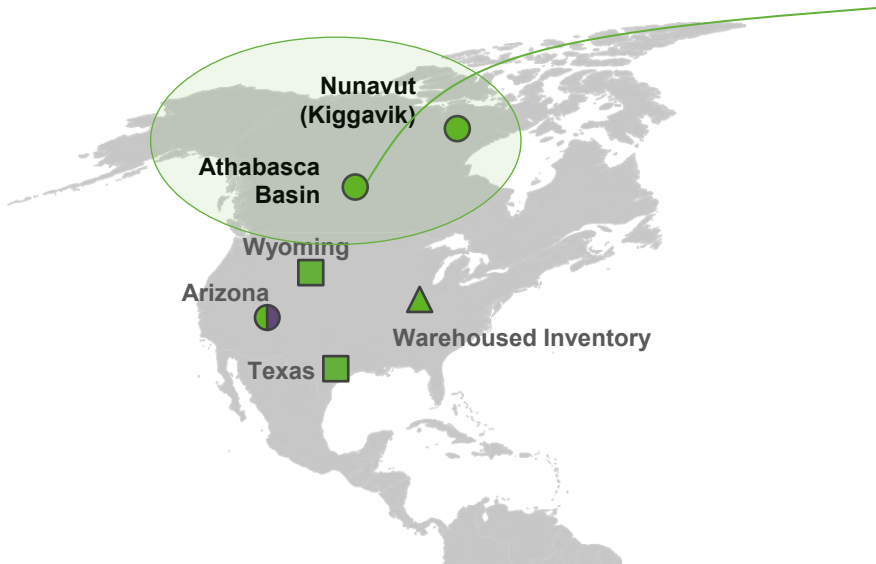 Nunavut
(Kiggavik)
Athabasca
Basin
Wyoming
Arizona
Warehoused Inventory
Texas